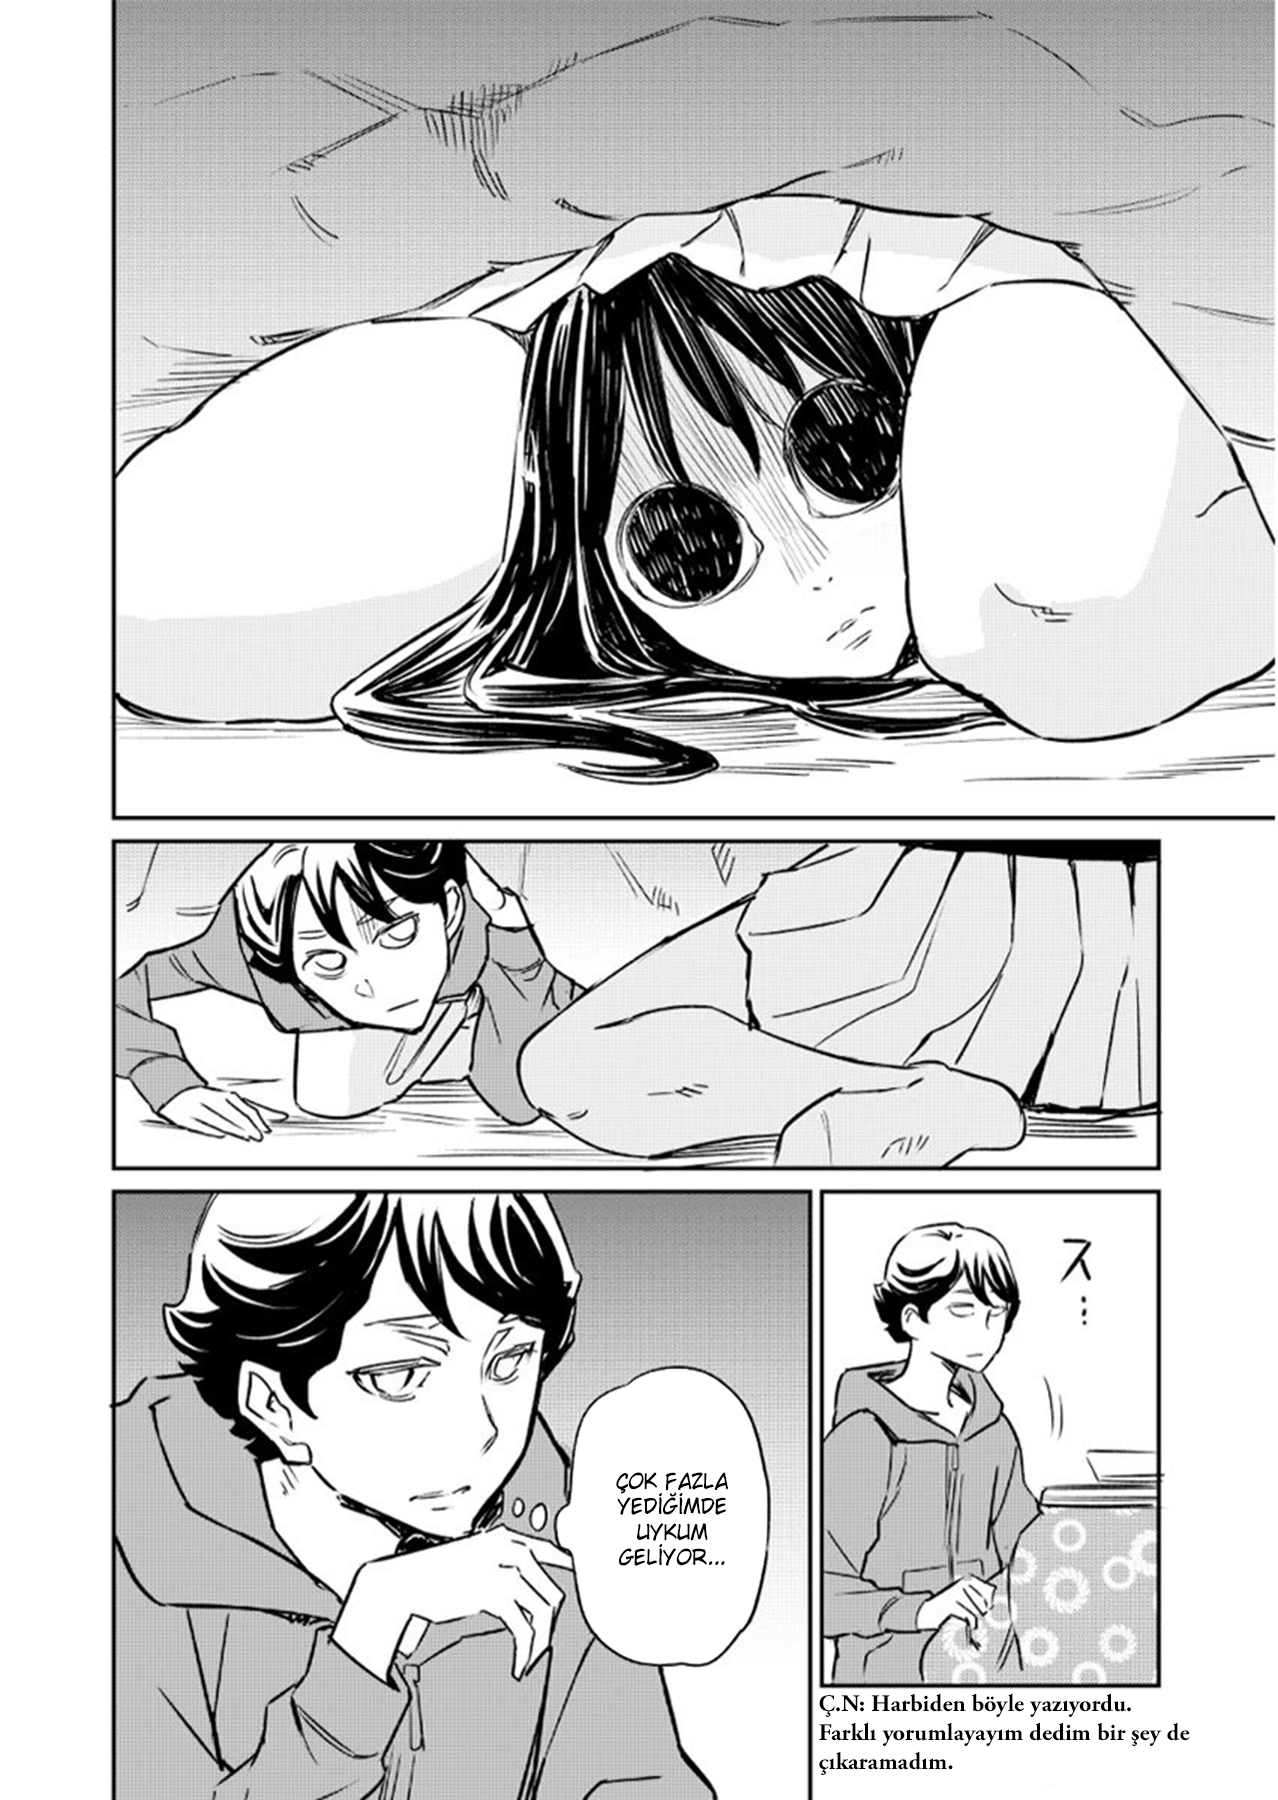 ス…
ÇOK FAZLA
YEDİĞİMDE
UYKUM
GELİYOR...
Ç.N: Harbiden böyle yazıyordu.
Farklı yorumlayayım dedim bir şey de
çıkaramadım.